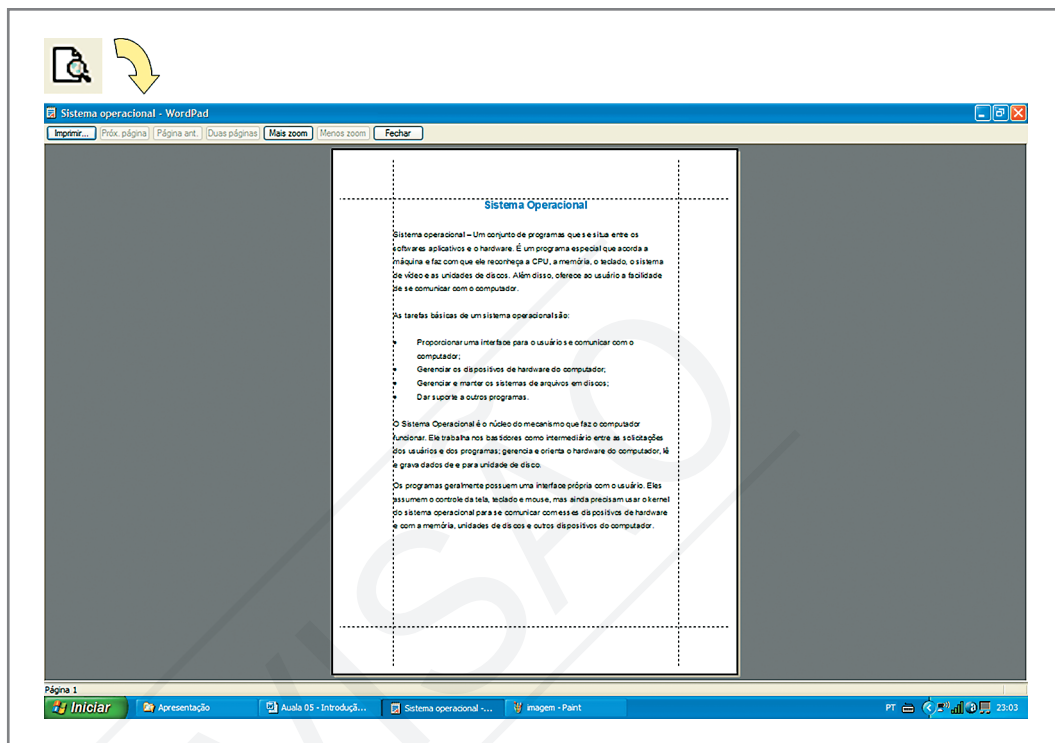 Sistema operacional - WordPad
Imprimir... Próx. página Página ant. Duas páginas Mais zoom Menos zoom Fechar
Sistema Operacional
Sistema operacional – Um conjunto de programas que se situa entre os
softwares aplicativos e o hardware. É um programa especial que acorda a
máquina e faz com que ele reconheça a CPU, a memória, o teclado, o sistema
de vídeo e as unidades de discos. Além disso, oferece ao usuário a facilidade
de se comunicar com o computador.
As tarefas básicas de um sistema operacional são:
• Proporcionar uma interface para o usuário se comunicar com o
computador;
• Gerenciar os dispositivos de hardware do computador;
• Gerenciar e manter os sistemas de arquivos em discos;
• Dar suporte a outros programas.
O Sistema Operacional é o núcleo do mecanismo que faz o computador
funcionar. Ele trabalha nos bastidores como intermediário entre as solicitações
dos usuários e dos programas; gerencia e orienta o hardware do computador, lê
e grava dados de e para unidade de disco.
Os programas geralmente possuem uma interface própria com o usuário. Eles
assumem o controle da tela, teclado e mouse, mas ainda precisam usar o kernel
do sistema operacional para se comunicar com esses dispositivos de hardware
e com a memória, unidades de discos e outros dispositivos do computador.
VISÃO
Página 1
Iniciar Apresentação Auala 05 - Introduçã... Sistema operacional -... imagem - Paint PT 23:03